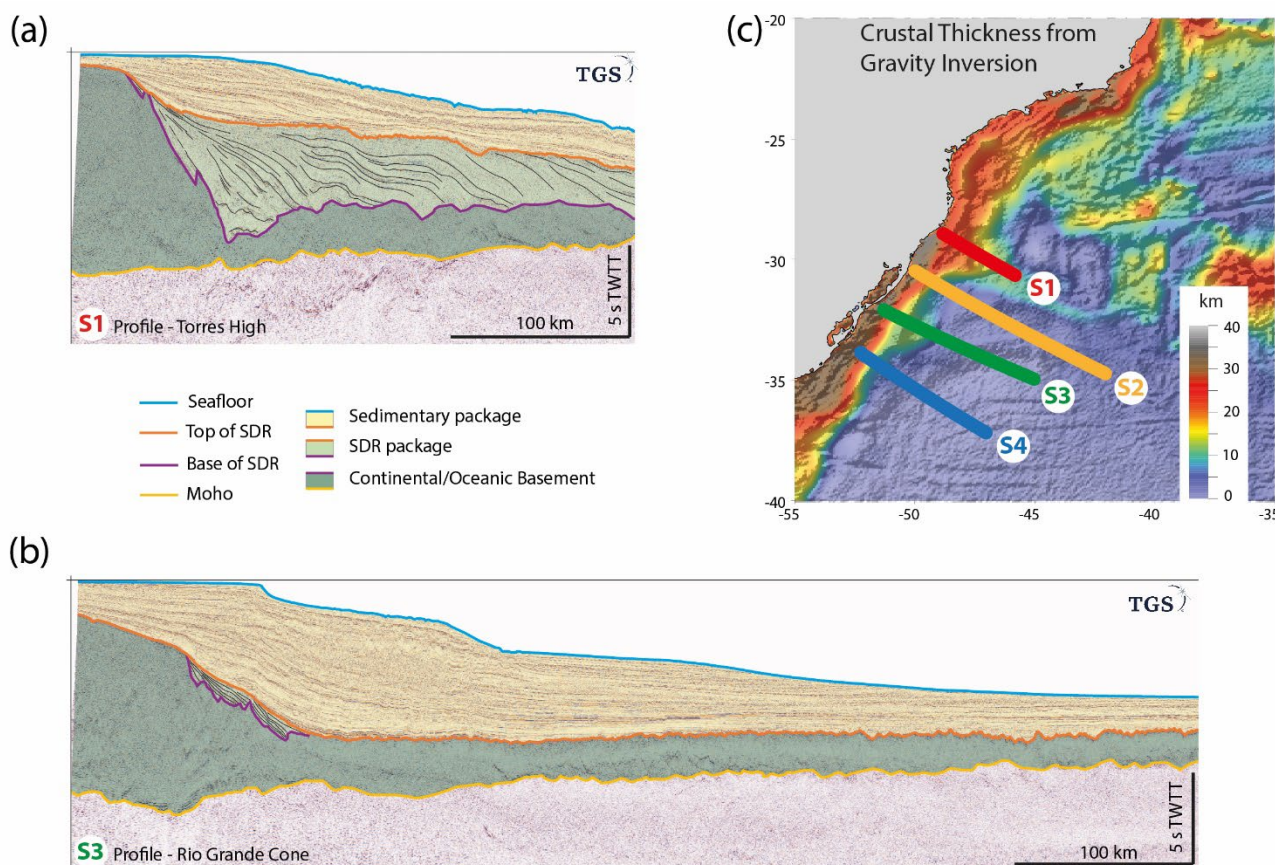 (a)
TGS
5 s TWTT
100 km
S1 Profile - Torres High
Seafloor
Top of SDR
Base of SDR
Moho
Sedimentary package
SDR package
Continental/Oceanic Basement
(c)
Crustal Thickness from
Gravity Inversion
-20
-25
-30
-35
-40
-55
-50
-45
-40
-35
S1
S2
S3
S4
km
40
30
20
10
0
(b)
TGS
5 s TWTT
100 km
S3 Profile - Rio Grande Cone